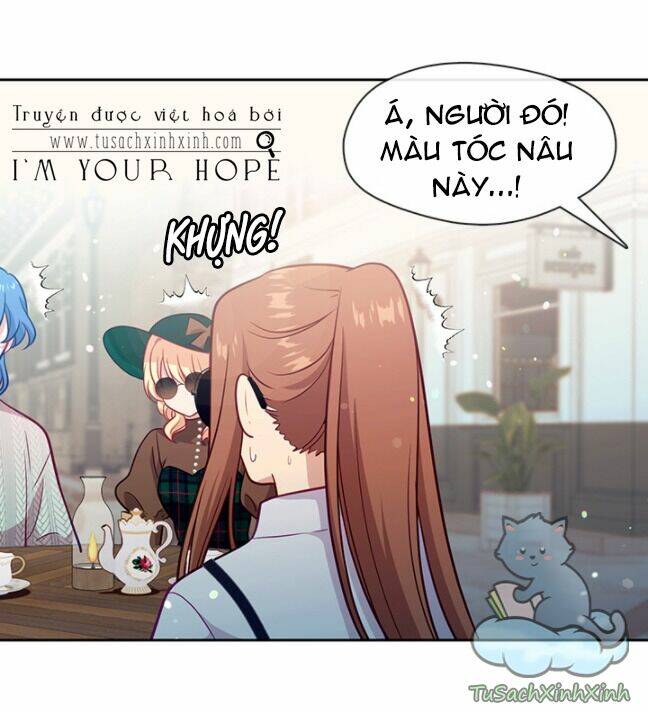 Truyện được việt hoá bởi
www.tusachxinhxinh.com
I'M YOUR HOPE
Á, NGƯỜI ĐÓ!
MÀU TÓC NÂU
NÀY...!
KHỰNG!
TuSachXinhXinh